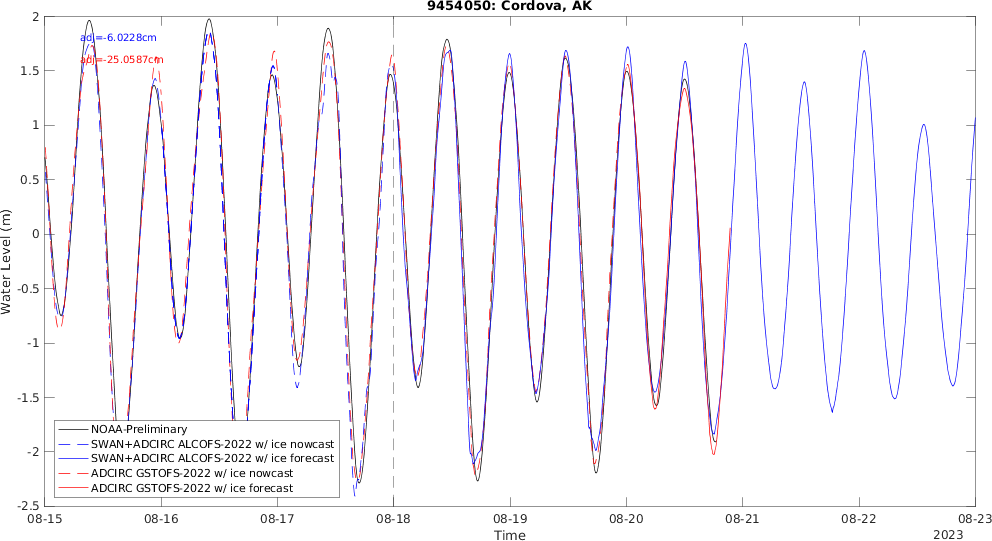 9454050: Cordova, AK
adj=-6.0228cm
adj=-25.0587cm
Water Level (m)
2
1.5
1
0.5
0
-0.5
-1
-1.5
-2
-2.5
NOAA-Preliminary
SWAN+ADCIRC ALCOFS-2022 w/ ice nowcast
SWAN+ADCIRC ALCOFS-2022 w/ ice forecast
ADCIRC GSTOFS-2022 w/ ice nowcast
ADCIRC GSTOFS-2022 w/ ice forecast
08-15 08-16 08-17 08-18 08-19 08-20 08-21 08-22 08-23
Time
2023